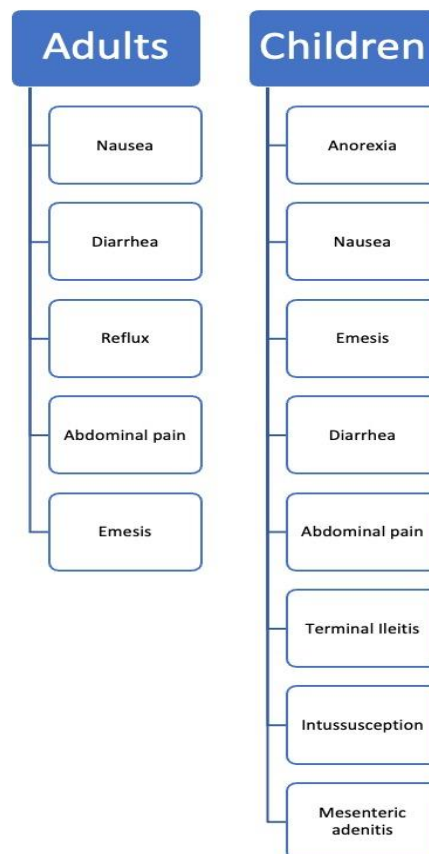 Adults
Nausea
Diarrhea
Reflux
Abdominal pain
Emesis
Children
Anorexia
Nausea
Emesis
Diarrhea
Abdominal pain
Terminal Ileitis
Intussusception
Mesenteric
adenitis